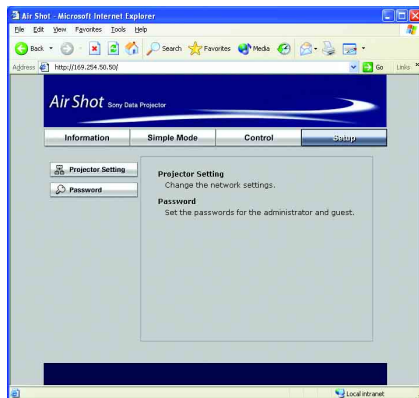 Air Shot - Microsoft Internet Explorer
File Edit View Favorites Tools Help
Back Search Favorites Media
Address http://169.254.50.50/ Go Links
Air Shot Sony Data Projector
Information Simple Mode Control Setup
Projector Setting
Password
Projector Setting
Change the network settings.
Password
Set the passwords for the administrator and guest.
Local intranet